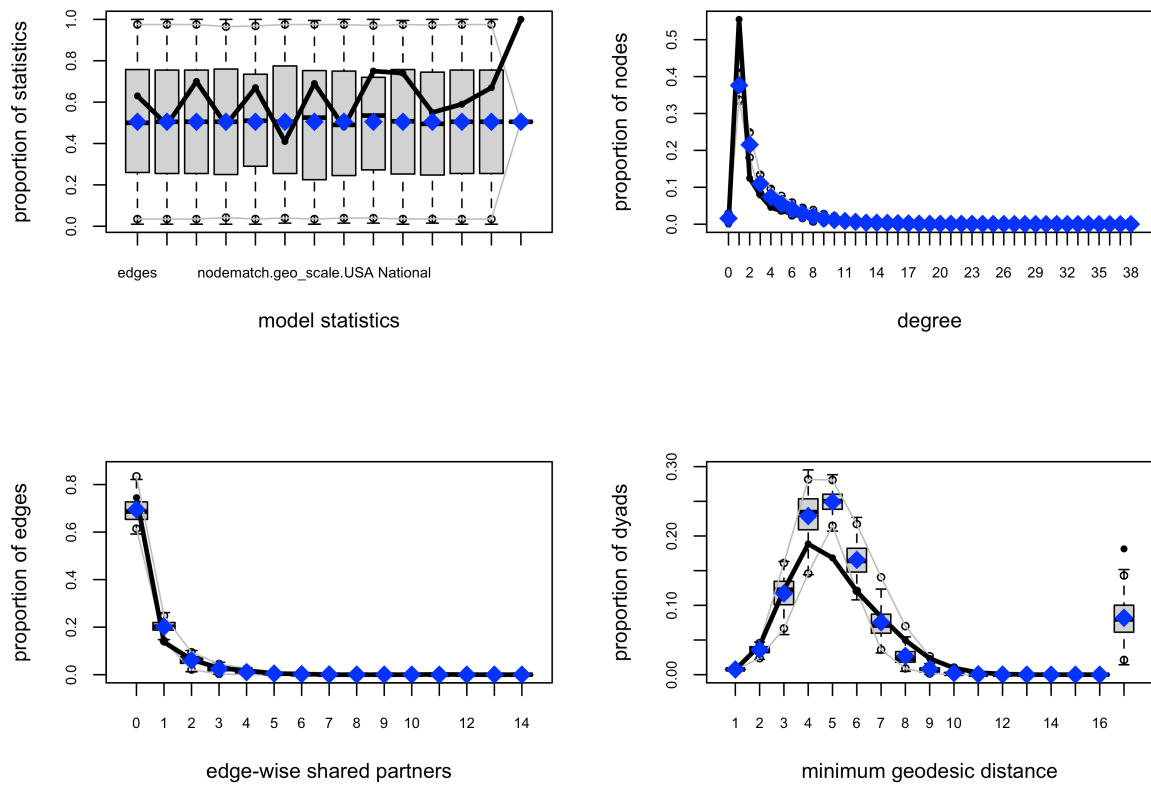 proportion of statistics
1.0
0.8
0.6
0.4
0.2
0.0
edges nodematch.geo_scale.USA National
model statistics
proportion of nodes
0.5
0.4
0.3
0.2
0.1
0.0
0 2 4 6 8 11 14 17 20 23 26 29 32 35 38
degree
proportion of edges
0.8
0.6
0.4
0.2
0.0
0 1 2 3 4 5 6 7 8 9 10 12 14
edge-wise shared partners
proportion of dyads
0.30
0.20
0.10
0.00
1 2 3 4 5 6 7 8 9 10 12 14 16
minimum geodesic distance